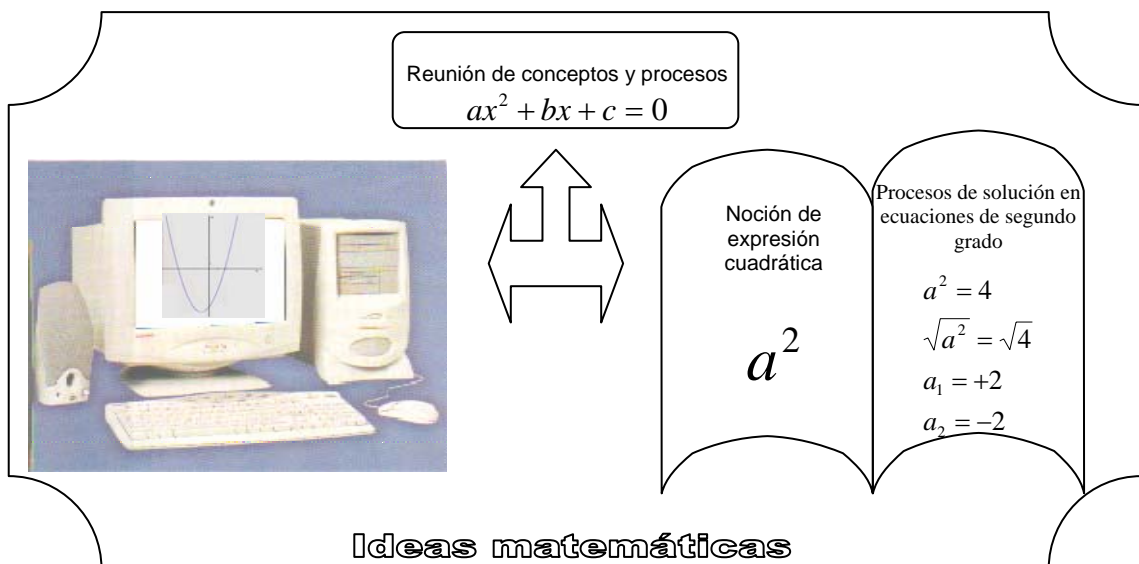 Reunión de conceptos y procesos
ax² + bx + c = 0
Noción de
expresión
cuadrática
a²
Procesos de solución en
ecuaciones de segundo
grado
a² = 4
√a² = √4
a₁ = +2
a₂ = −2
Ideas matemáticas